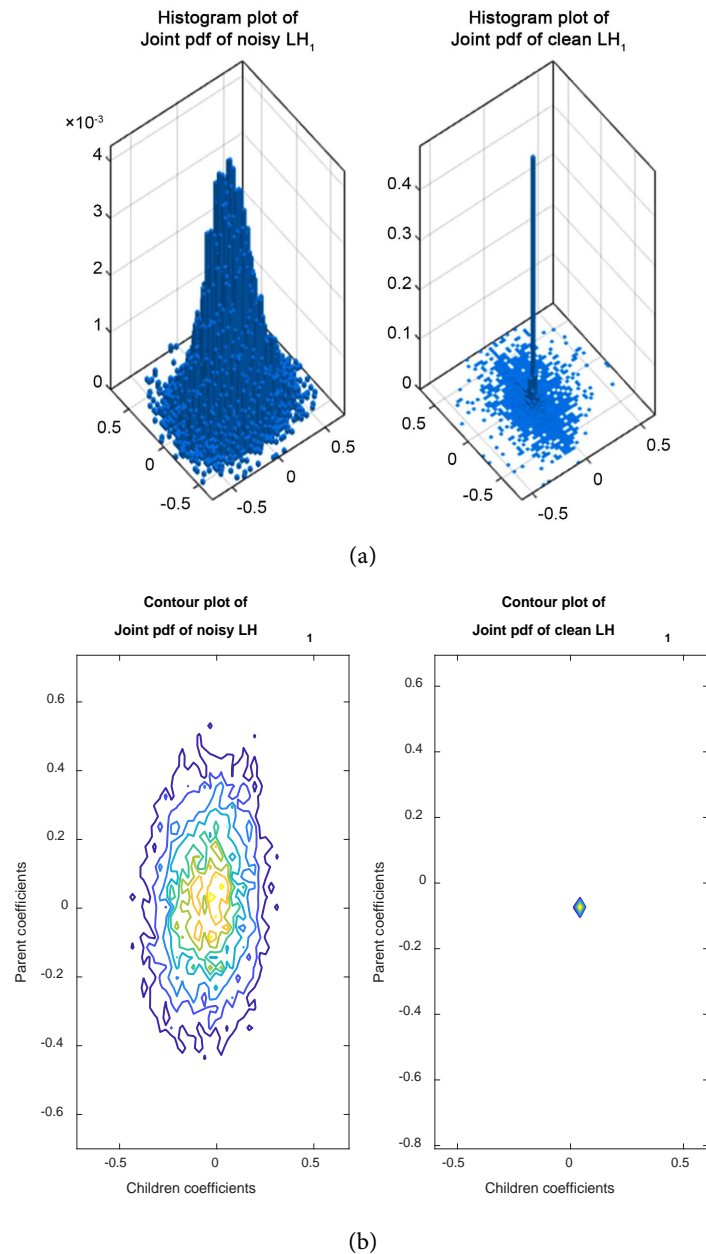 Histogram plot of
Joint pdf of noisy LH1
×10-3
4
3
2
1
0
0.5
0
-0.5
-0.5
0
0.5
Histogram plot of
Joint pdf of clean LH1
0.4
0.3
0.2
0.1
0
0.5
0
-0.5
-0.5
0
0.5
(a)
Contour plot of
Joint pdf of noisy LH 1
0.6
0.4
0.2
0
-0.2
-0.4
-0.6
Parent coefficients
-0.5 0 0.5
Children coefficients
Contour plot of
Joint pdf of clean LH 1
0.6
0.4
0.2
0
-0.2
-0.4
-0.6
-0.8
Parent coefficients
-0.5 0 0.5
Children coefficients
(b)